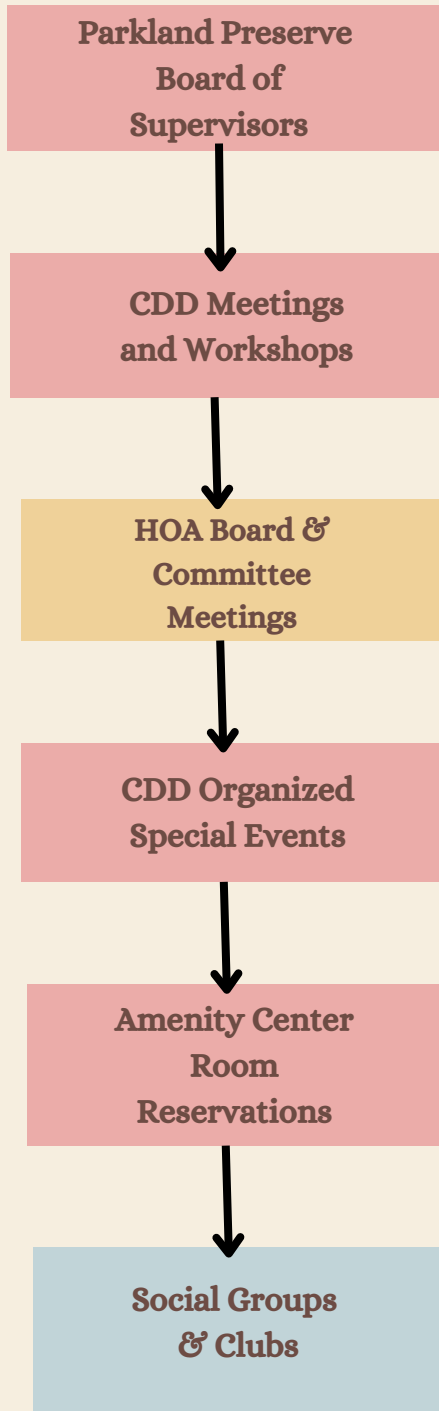 Parkland Preserve
Board of
Supervisors
CDD Meetings
and Workshops
HOA Board &
Committee
Meetings
CDD Organized
Special Events
Amenity Center
Room
Reservations
Social Groups
& Clubs